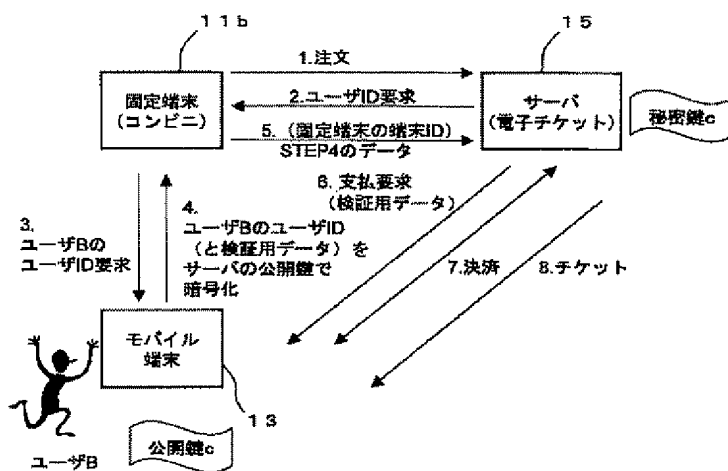 11b
15
1.注文
2.ユーザID要求
固定端末
(コンビニ)
サーバ
(電子チケット)
秘密鍵c
5. (固定端末の端末ID)
STEP4のデータ
6. 支払要求
(検証用データ)
3.
ユーザBの
ユーザID要求
4.
ユーザBのユーザID
(と検証用データ)を
サーバの公開鍵で
暗号化
7.決済
8.チケット
モバイル
端末
13
ユーザB
公開鍵c